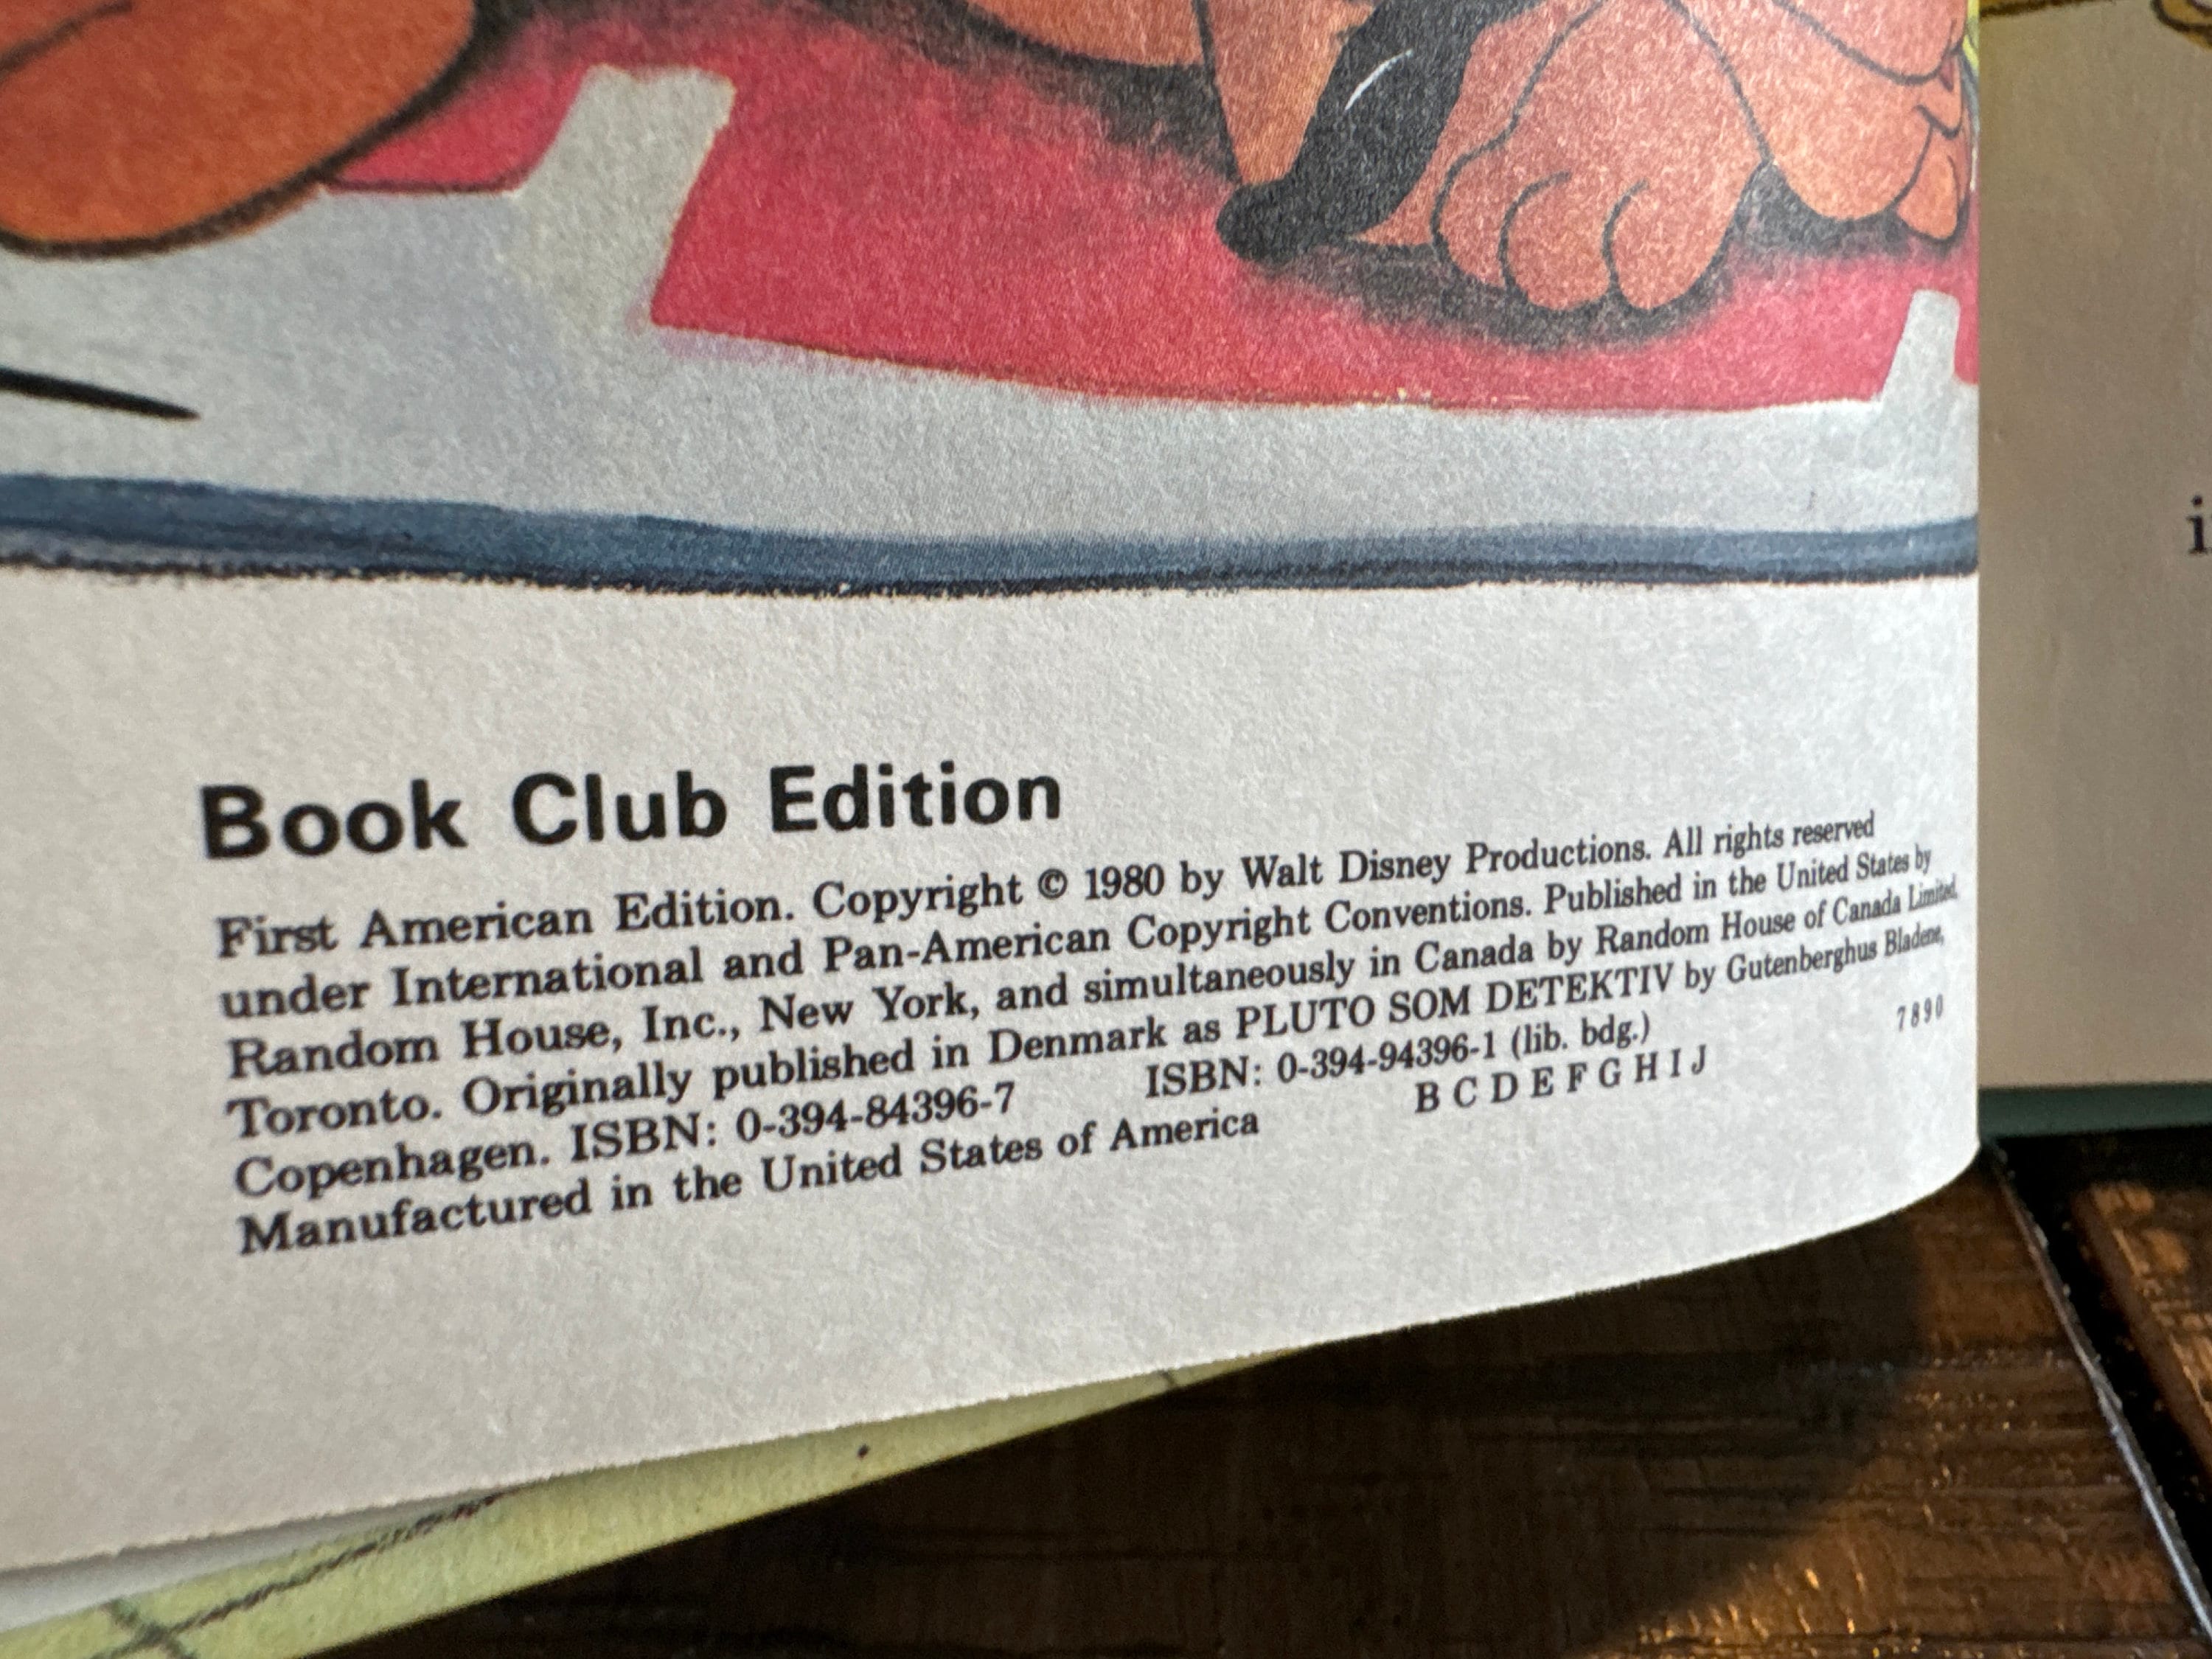 Book Club Edition
First American Edition. Copyright © 1980 by Walt Disney Productions. All rights reserved
under International and Pan-American Copyright Conventions. Published in the United States by
Random House, Inc., New York, and simultaneously in Canada by Random House of Canada Limited,
Toronto. Originally published in Denmark as PLUTO SOM DETEKTIV by Gutenberghus Bladene,
Copenhagen. ISBN: 0-394-84396-7 ISBN: 0-394-94396-1 (lib. bdg.)
Manufactured in the United States of America B C D E F G H I J 7 8 9 0